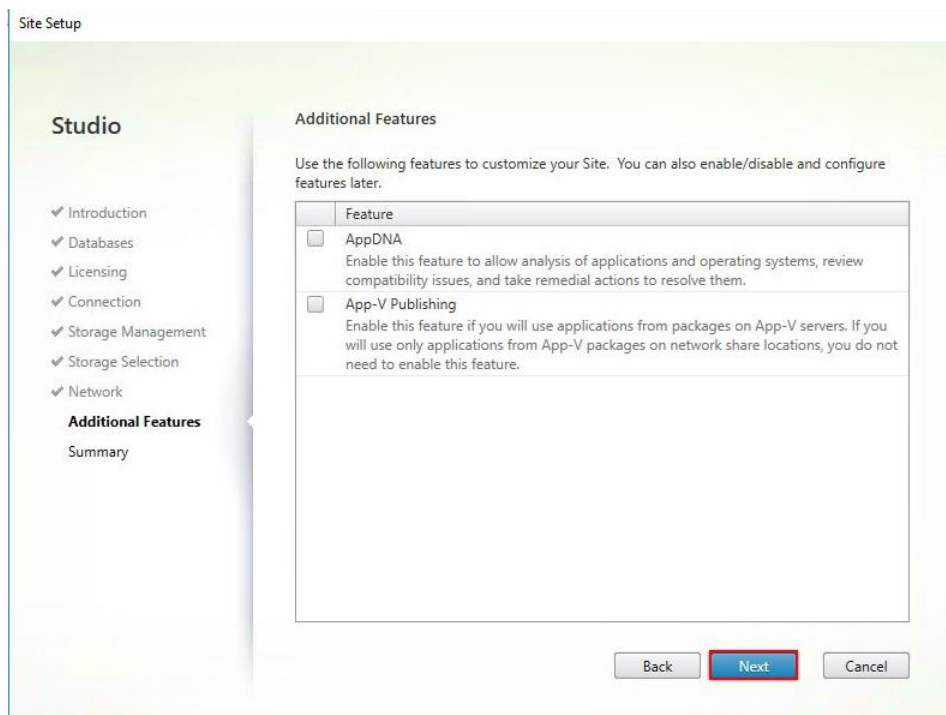 Site Setup
Studio
Introduction
Databases
Licensing
Connection
Storage Management
Storage Selection
Network
Additional Features
Summary
Additional Features
Use the following features to customize your Site. You can also enable/disable and configure
features later.
Feature
AppDNA
Enable this feature to allow analysis of applications and operating systems, review
compatibility issues, and take remedial actions to resolve them.
App-V Publishing
Enable this feature if you will use applications from packages on App-V servers. If you
will use only applications from App-V packages on network share locations, you do not
need to enable this feature.
Back Next Cancel